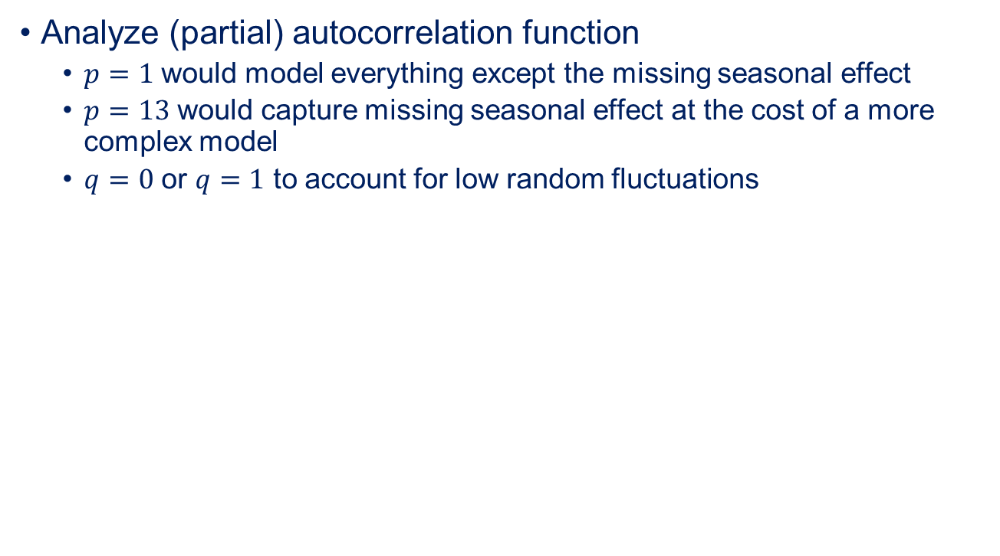 • Analyze (partial) autocorrelation function
• p = 1 would model everything except the missing seasonal effect
• p = 13 would capture missing seasonal effect at the cost of a more
complex model
• q = 0 or q = 1 to account for low random fluctuations